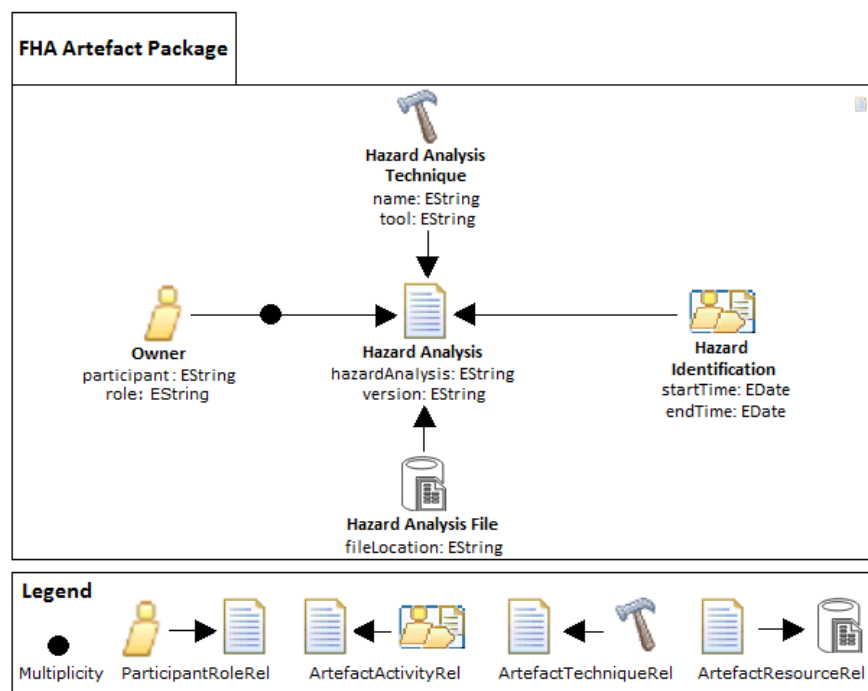 FHA Artefact Package
Hazard Analysis
Technique
name: EString
tool: EString
Owner
participant: EString
role: EString
Hazard Analysis
hazardAnalysis: EString
version: EString
Hazard
Identification
startTime: EDate
endTime: EDate
Hazard Analysis File
fileLocation: EString
Legend
Multiplicity
ParticipantRoleRel
ArtefactActivityRel
ArtefactTechniqueRel
ArtefactResourceRel